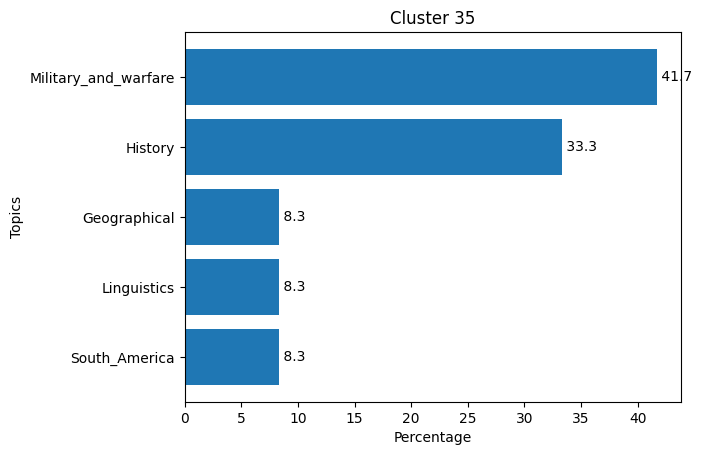 Cluster 35
Military_and_warfare 41.7
History 33.3
Geographical 8.3
Linguistics 8.3
South_America 8.3
Topics
0 5 10 15 20 25 30 35 40
Percentage